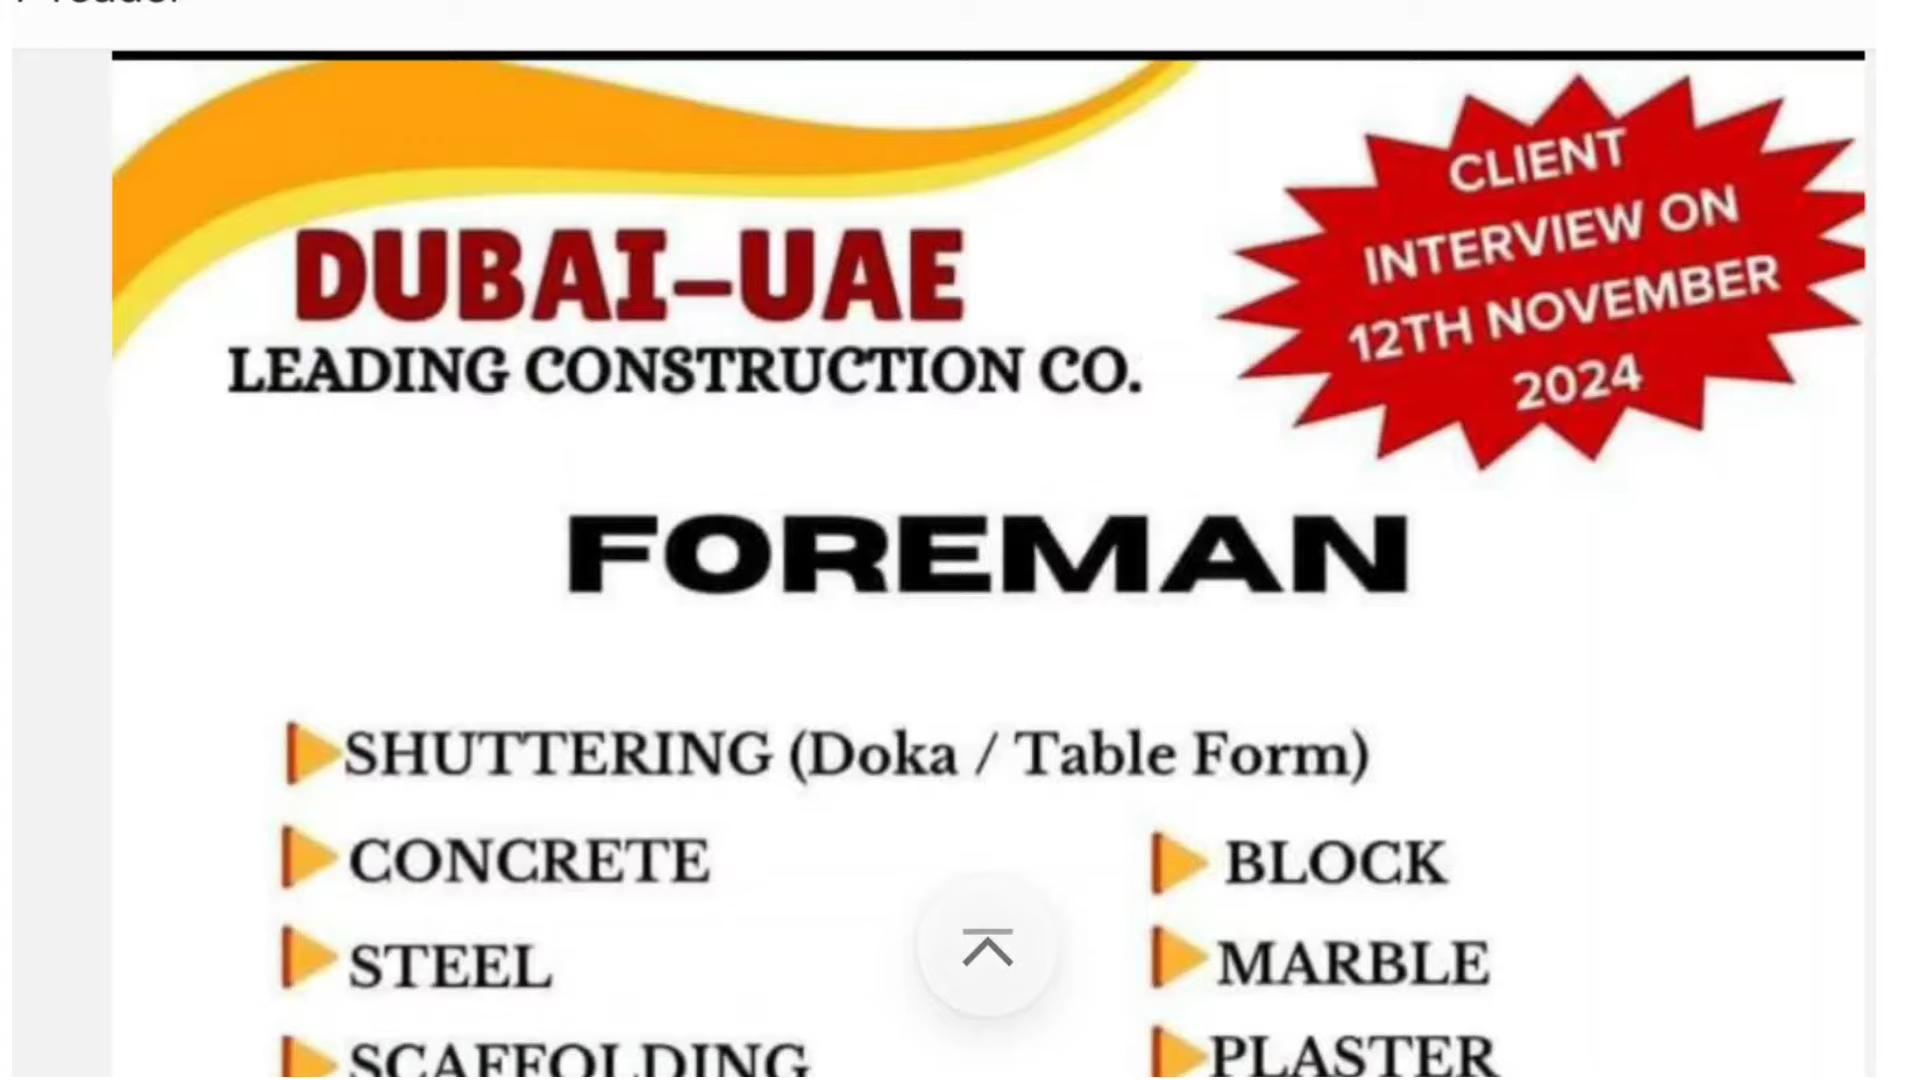 DUBAI-UAE
LEADING CONSTRUCTION CO.
CLIENT
INTERVIEW ON
12TH NOVEMBER
2024
FOREMAN
SHUTTERING (Doka / Table Form)
CONCRETE
BLOCK
STEEL
MARBLE
SCAFFOLDING
PLASTER